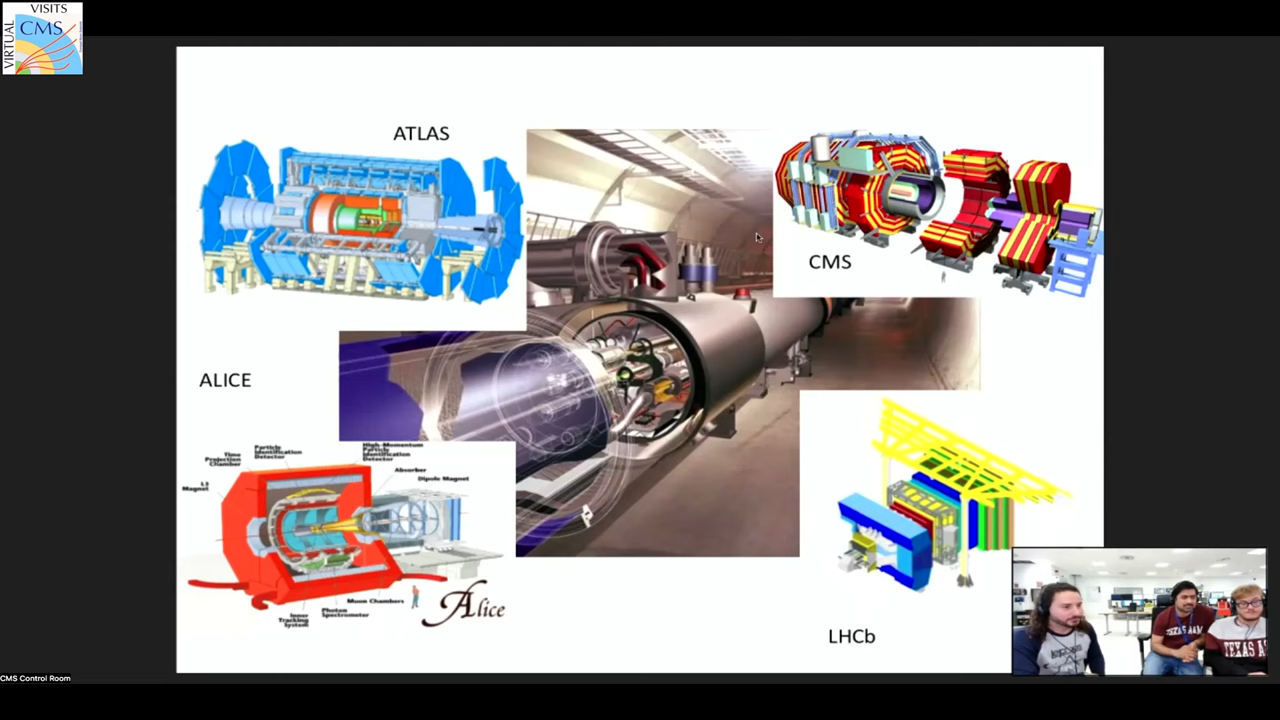 VISITS
VIRTUAL
CMS
ATLAS
CMS
ALICE
Time
Projection
Chamber
Particle
Identification
Detector
High-Momentum
Particle
Identification
Detector
L3
Magnet
Absorber
Dipole Magnet
Muon Chambers
Photon
Spectrometer
Inner
Tracking
System
Alice
LHCb
TEXAS A&M
TEXAS A
CMS Control Room